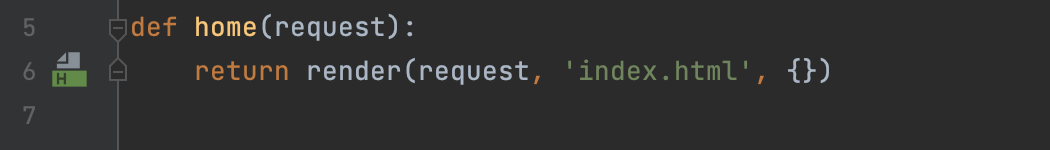 5 def home(request):
6 H return render(request, 'index.html', {})
7